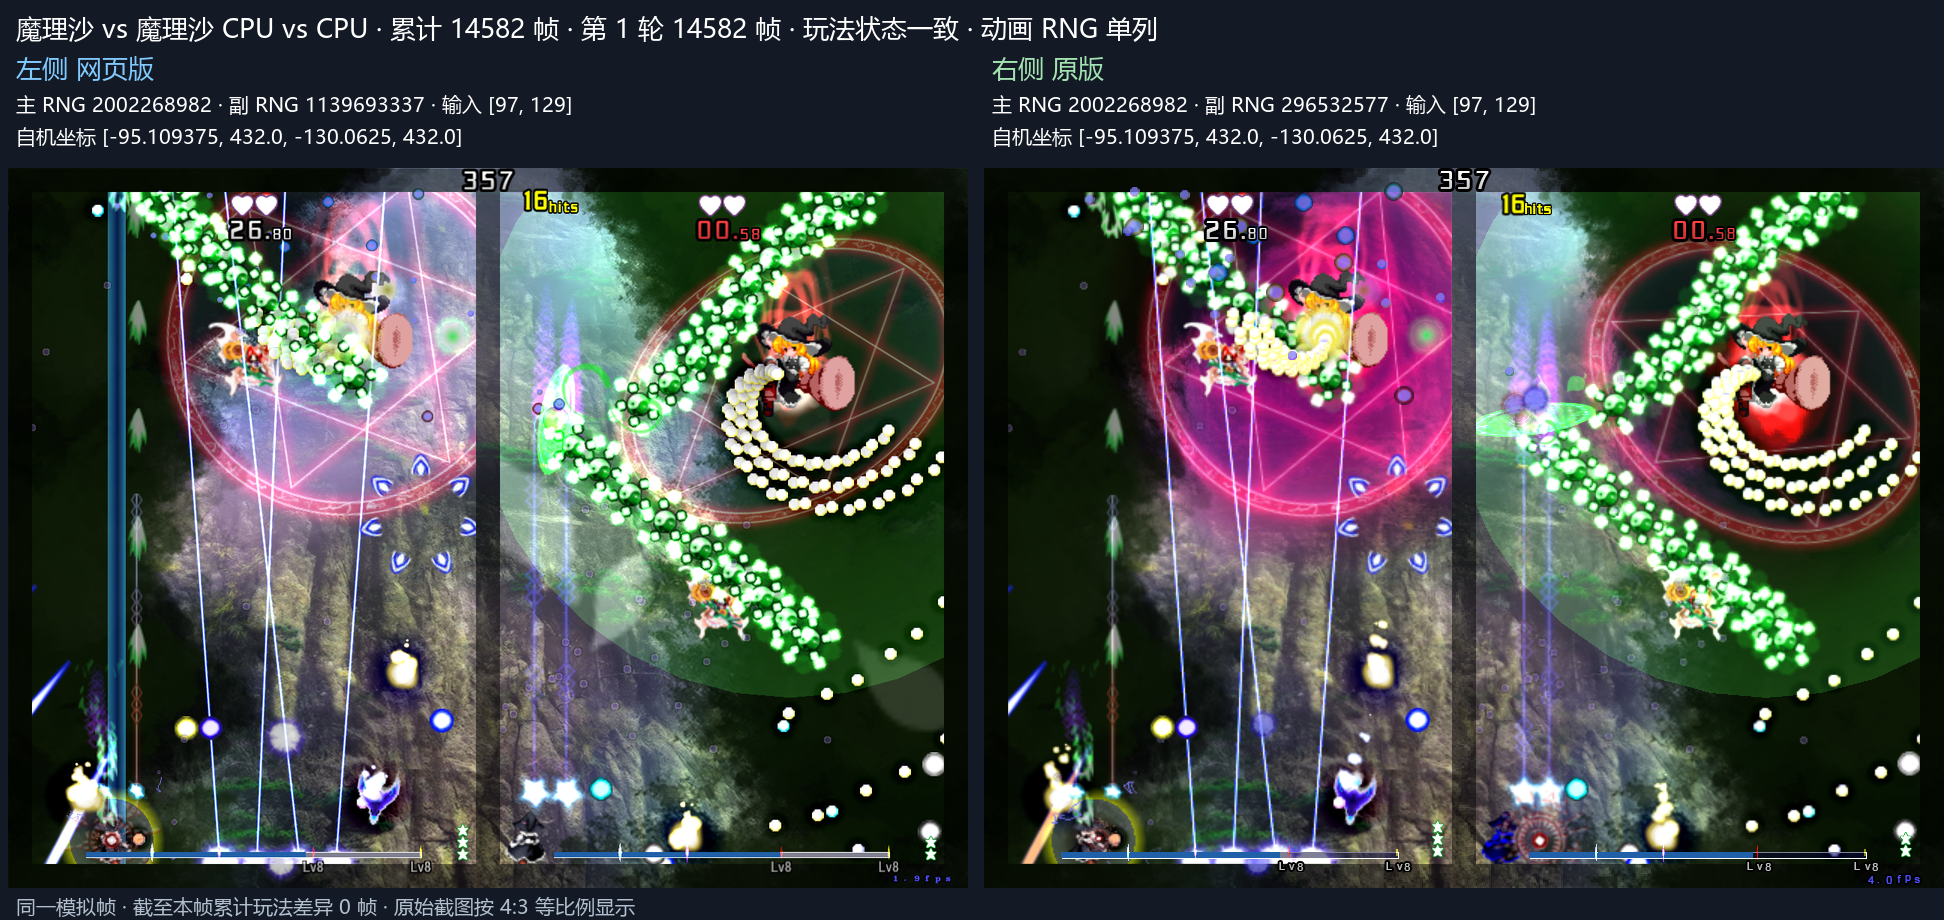 魔理沙 vs 魔理沙 CPU vs CPU · 累计 14582 帧 · 第 1 轮 14582 帧 · 玩法状态一致 · 动画 RNG 单列
左侧 网页版
主 RNG 2002268982 · 副 RNG 1139693337 · 输入 [97, 129]
自机坐标 [-95.109375, 432.0, -130.0625, 432.0]
右侧 原版
主 RNG 2002268982 · 副 RNG 296532577 · 输入 [97, 129]
自机坐标 [-95.109375, 432.0, -130.0625, 432.0]
357
16hits
26.80
00.58
Lv8
Lv8
Lv8
Lv8
1.9fps
357
16hits
26.80
00.58
Lv8
Lv8
Lv8
Lv8
4.0fps
同一模拟帧 · 截至本帧累计玩法差异 0 帧 · 原始截图按 4:3 等比例显示